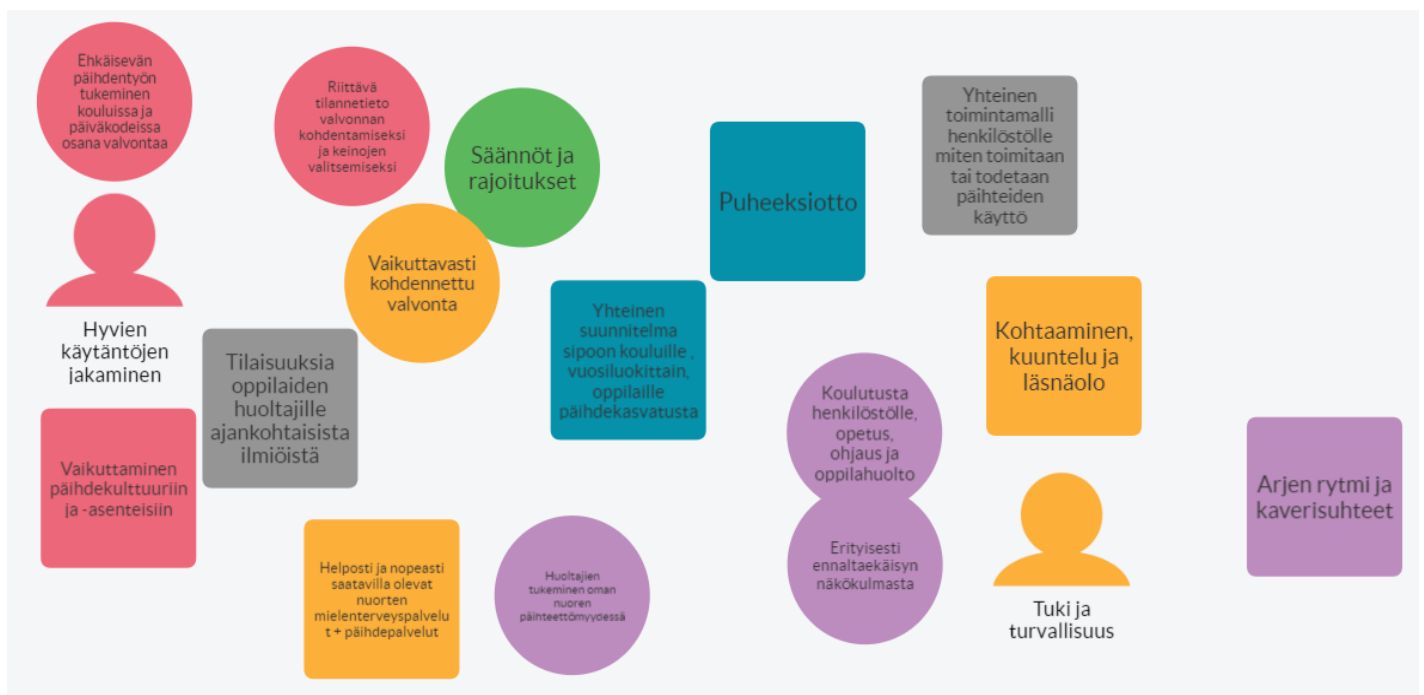 Ehkäisevän
päihdentyön
tukeminen
kouluissa ja
päiväkodeissa
osana valvontaa
Riittävä
tilannetieto
valvonnan
kohdentamiseksi
ja keinojen
valitsemiseksi
Säännöt ja
rajoitukset
Puheeksiotto
Yhteinen
toimintamalli
henkilöstölle
miten toimitaan
tai todetaan
päihteiden
käyttö
Vaikuttavasti
kohdennettu
valvonta
Hyvien
käytäntöjen
jakaminen
Tilaisuuksia
oppilaiden
huoltajille
ajankohtaisista
ilmiöistä
Yhteinen
suunnitelma
sipoon kouluille ,
vuosiluokittain,
oppilaille
päihdekasvatusta
Kohtaaminen,
kuuntelu ja
läsnäolo
Koulutusta
henkilöstölle,
opetus,
ohjaus ja
oppilahuolto
Vaikuttaminen
päihdekulttuuriin
ja -asenteisiin
Arjen rytmi ja
kaverisuhteet
Helposti ja nopeasti
saatavilla olevat
nuorten
mielenterveyspalvelu
t + päihdepalvelut
Huoltajien
tukeminen oman
nuoren
päihteettömyydessä
Erityisesti
ennaltaekäisyn
näkökulmasta
Tuki ja
turvallisuus